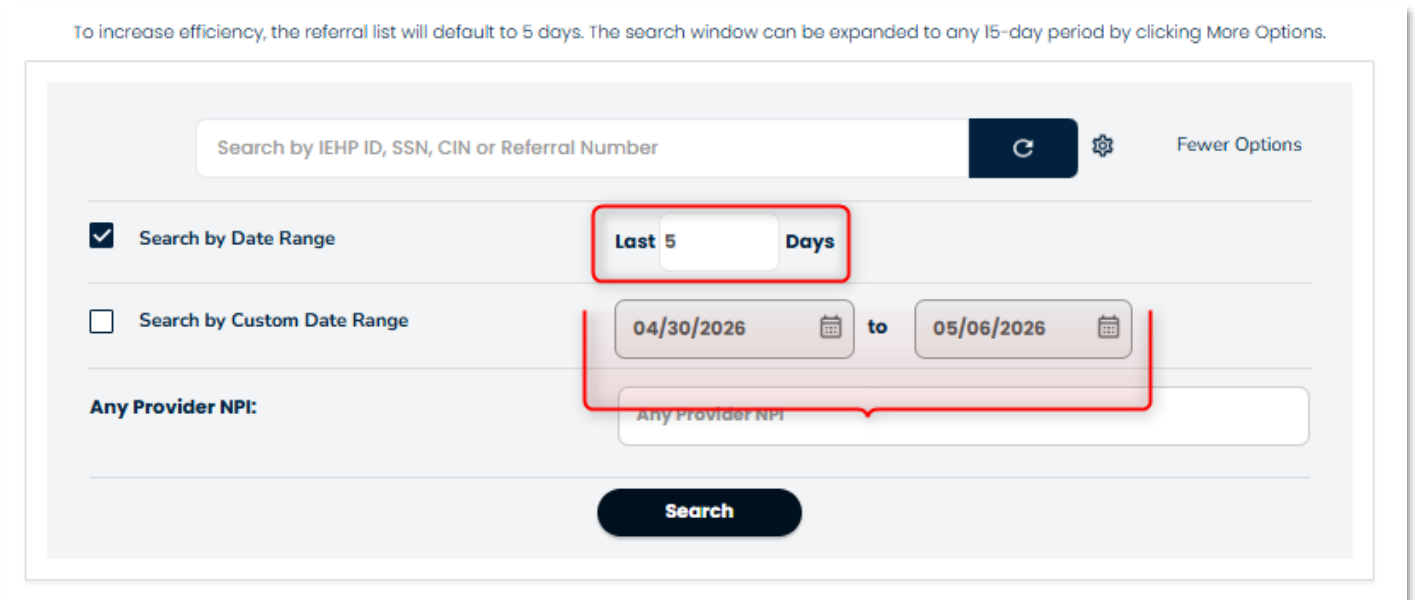 To increase efficiency, the referral list will default to 5 days. The search window can be expanded to any 15-day period by clicking More Options.
Search by IEHP ID, SSN, CIN or Referral Number
Fewer Options
Search by Date Range
Last 5 Days
Search by Custom Date Range
04/30/2026 to 05/06/2026
Any Provider NPI:
Any Provider NPI
Search